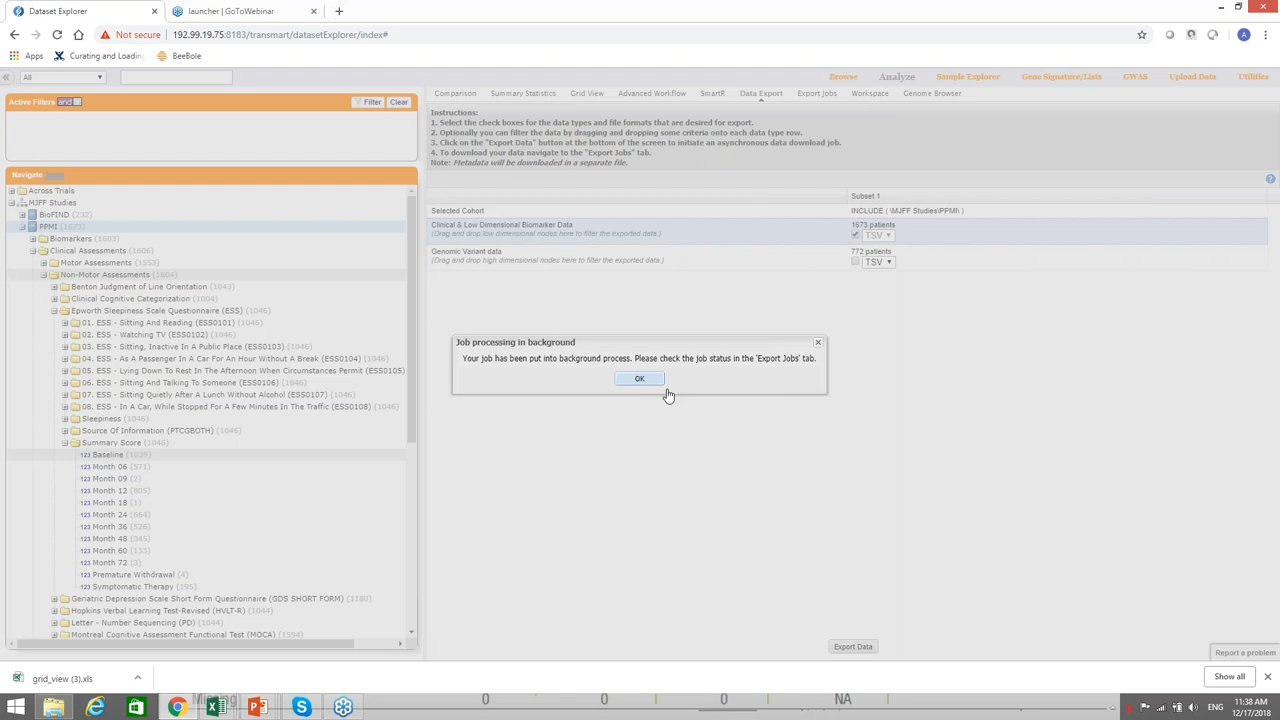 Dataset Explorer
launcher | GoToWebinar
Not secure
192.99.19.75:8183/transmart/datasetExplorer/index#
A
Apps
Curating and Loading
BeeBole
All
Browse
Analyze
Sample Explorer
Gene Signature/Lists
GWAS
Upload Data
Utilities
Active Filters and
Filter
Clear
Comparison
Summary Statistics
Grid View
Advanced Workflow
SmartR
Data Export
Export Jobs
Workspace
Genome Browser
Instructions:
1. Select the check boxes for the data types and file formats that are desired for export.
2. Optionally you can filter the data by dragging and dropping some criteria onto each data type row.
3. Click on the "Export Data" button at the bottom of the screen to initiate an asynchronous data download job.
4. To download your data navigate to the "Export Jobs" tab.
Note: Metadata will be downloaded in a separate file.
Navigate
Across Trials
MJFF Studies
BioFIND (232)
PPMI (1673)
Biomarkers (1603)
Clinical Assessments (1606)
Motor Assessments (1553)
Non-Motor Assessments (1604)
Benton Judgment of Line Orientation (1043)
Clinical Cognitive Categorization (1004)
Epworth Sleepiness Scale Questionnaire (ESS) (1046)
01. ESS - Sitting And Reading (ESS0101) (1046)
02. ESS - Watching TV (ESS0102) (1046)
03. ESS - Sitting, Inactive In A Public Place (ESS0103) (1046)
04. ESS - As A Passenger In A Car For An Hour Without A Break (ESS0104) (1046)
05. ESS - Lying Down To Rest In The Afternoon When Circumstances Permit (ESS0105) (1046)
06. ESS - Sitting And Talking To Someone (ESS0106) (1046)
07. ESS - Sitting Quietly After A Lunch Without Alcohol (ESS0107) (1046)
08. ESS - In A Car, While Stopped For A Few Minutes In The Traffic (ESS0108) (1046)
Sleepiness (1046)
Source Of Information (PTCGBOTH) (1046)
Summary Score (1046)
123 Baseline (1039)
123 Month 06 (571)
123 Month 09 (2)
123 Month 12 (805)
123 Month 18 (1)
123 Month 24 (664)
123 Month 36 (526)
123 Month 48 (345)
123 Month 60 (133)
123 Month 72 (3)
123 Premature Withdrawal (4)
123 Symptomatic Therapy (195)
Geriatric Depression Scale Short Form Questionnaire (GDS SHORT FORM) (1180)
Hopkins Verbal Learning Test-Revised (HVLT-R) (1044)
Letter - Number Sequencing (PD) (1044)
Montreal Cognitive Assessment Functional Test (MOCA) (1594)
Subset 1
Selected Cohort
INCLUDE ( \MJFF Studies\PPMI\ )
Clinical & Low Dimensional Biomarker Data
(Drag and drop low dimensional nodes here to filter the exported data.)
1673 patients
TSV
Genomic Variant data
(Drag and drop high dimensional nodes here to filter the exported data.)
772 patients
TSV
Job processing in background
Your job has been put into background process. Please check the job status in the 'Export Jobs' tab.
OK
Export Data
Report a problem
grid_view (3).xls
Show all
Missing
0
0
NA
ENG
11:38 AM
12/17/2018